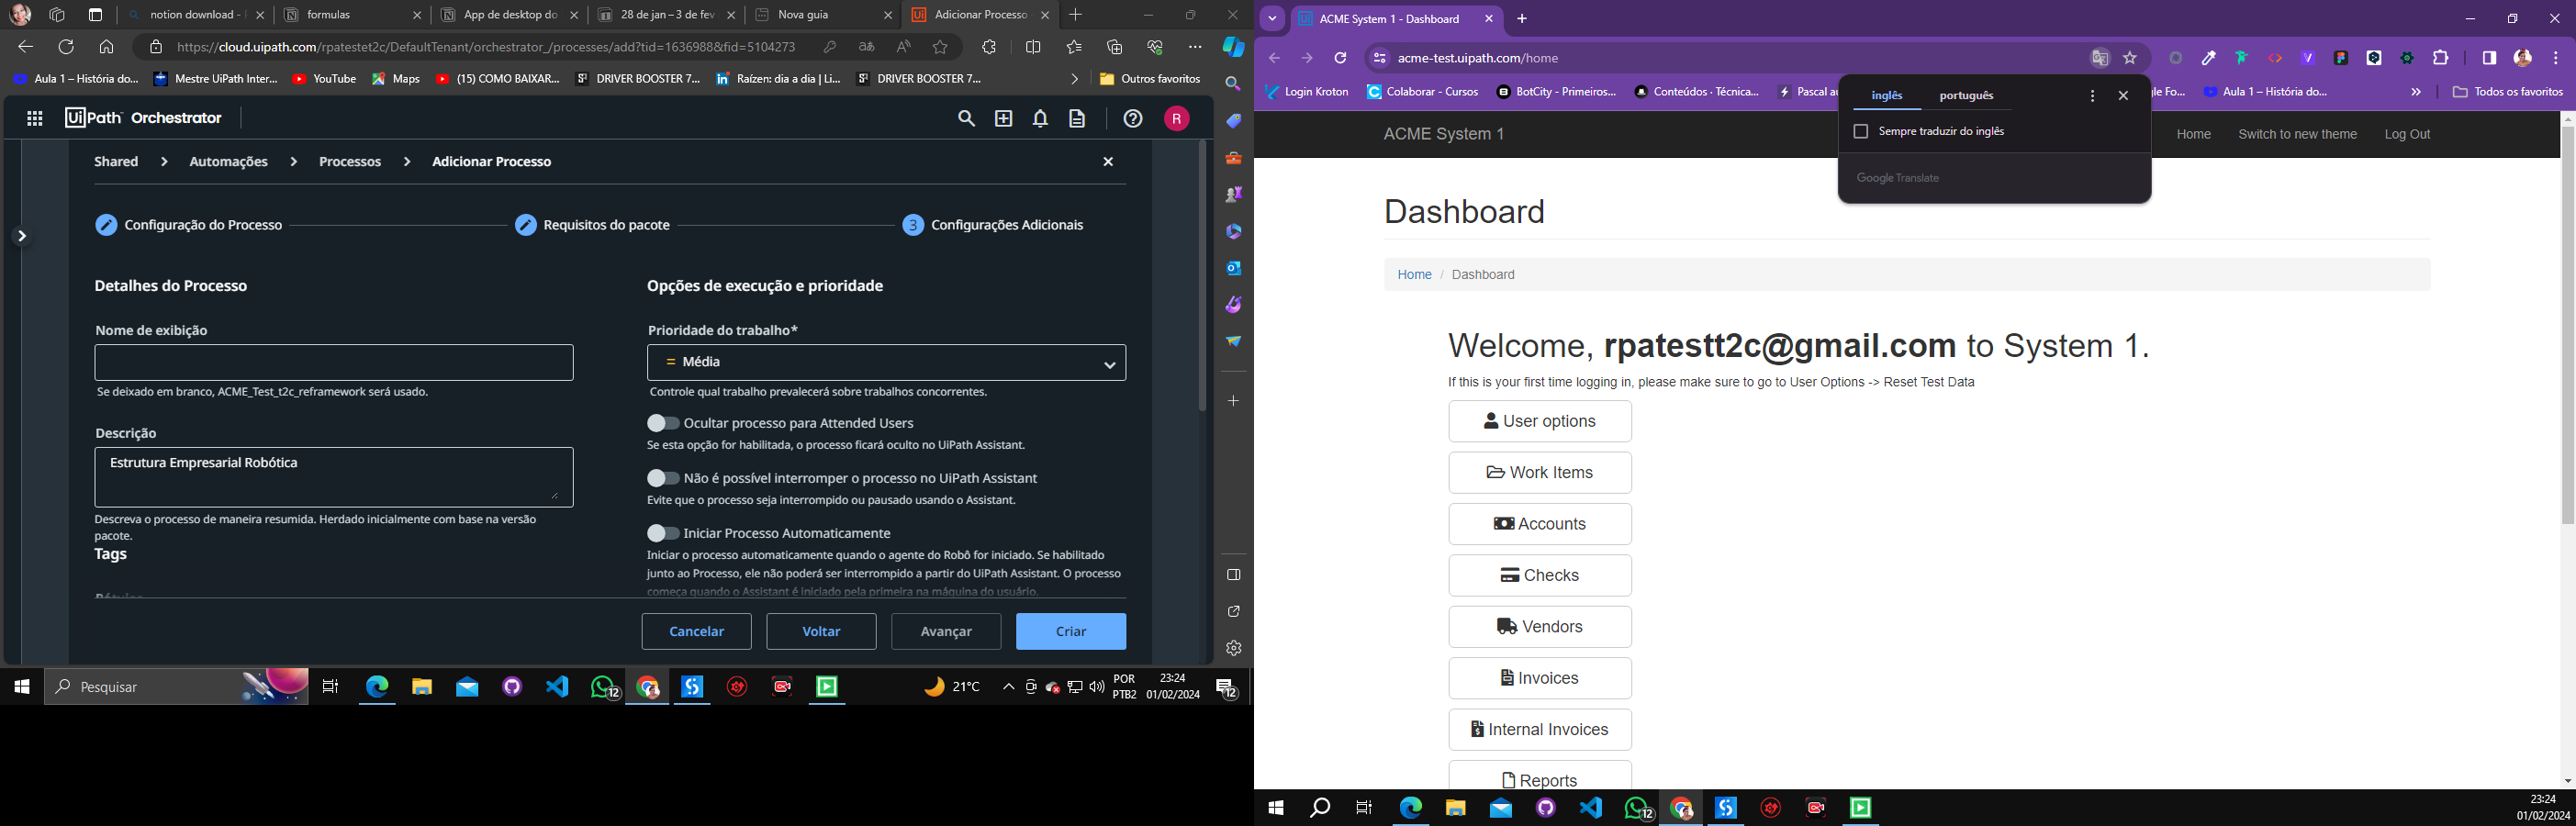 notion download -
formulas
App de desktop do
28 de jan – 3 de fev
Nova guia
Adicionar Processo
https://cloud.uipath.com/rpatestet2c/DefaultTenant/orchestrator_/processes/add?tid=1636988&fid=5104273
Aula 1 – História do...
Mestre UiPath Inter...
YouTube
Maps
(15) COMO BAIXAR...
DRIVER BOOSTER 7...
Raízen: dia a dia | Li...
DRIVER BOOSTER 7...
Outros favoritos
UiPath Orchestrator
R
Shared > Automações > Processos > Adicionar Processo
Configuração do Processo
Requisitos do pacote
3 Configurações Adicionais
Detalhes do Processo
Nome de exibição
Se deixado em branco, ACME_Test_t2c_reframework será usado.
Descrição
Estrutura Empresarial Robótica
Descreva o processo de maneira resumida. Herdado inicialmente com base na versão
pacote.
Tags
Opções de execução e prioridade
Prioridade do trabalho*
= Média
Controle qual trabalho prevalecerá sobre trabalhos concorrentes.
Ocultar processo para Attended Users
Se esta opção for habilitada, o processo ficará oculto no UiPath Assistant.
Não é possível interromper o processo no UiPath Assistant
Evite que o processo seja interrompido ou pausado usando o Assistant.
Iniciar Processo Automaticamente
Iniciar o processo automaticamente quando o agente do Robô for iniciado. Se habilitado
junto ao Processo, ele não poderá ser interrompido a partir do UiPath Assistant. O processo
começa quando o Assistant é iniciado pela primeira na máquina do usuário.
Cancelar
Voltar
Avançar
Criar
Pesquisar
12
21°C
POR
PTB2
23:24
01/02/2024
12
ACME System 1 - Dashboard
acme-test.uipath.com/home
Login Kroton
Colaborar - Cursos
BotCity - Primeiros...
Conteúdos · Técnica...
Pascal au
gle Fo...
Aula 1 – História do...
Todos os favoritos
inglês
português
Sempre traduzir do inglês
Google Translate
ACME System 1
Home
Switch to new theme
Log Out
Dashboard
Home / Dashboard
Welcome, rpatestt2c@gmail.com to System 1.
If this is your first time logging in, please make sure to go to User Options -> Reset Test Data
User options
Work Items
Accounts
Checks
Vendors
Invoices
Internal Invoices
Reports
12
23:24
01/02/2024